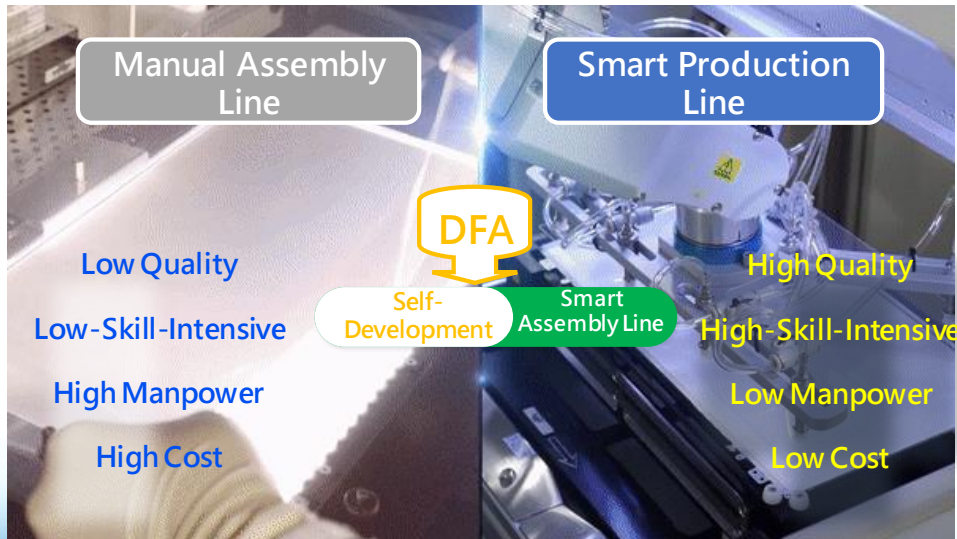 Manual Assembly
Line
Smart Production
Line
DFA
Self-
Development
Smart
Assembly Line
Low Quality
Low-Skill-Intensive
High Manpower
High Cost
High Quality
High-Skill-Intensive
Low Manpower
Low Cost